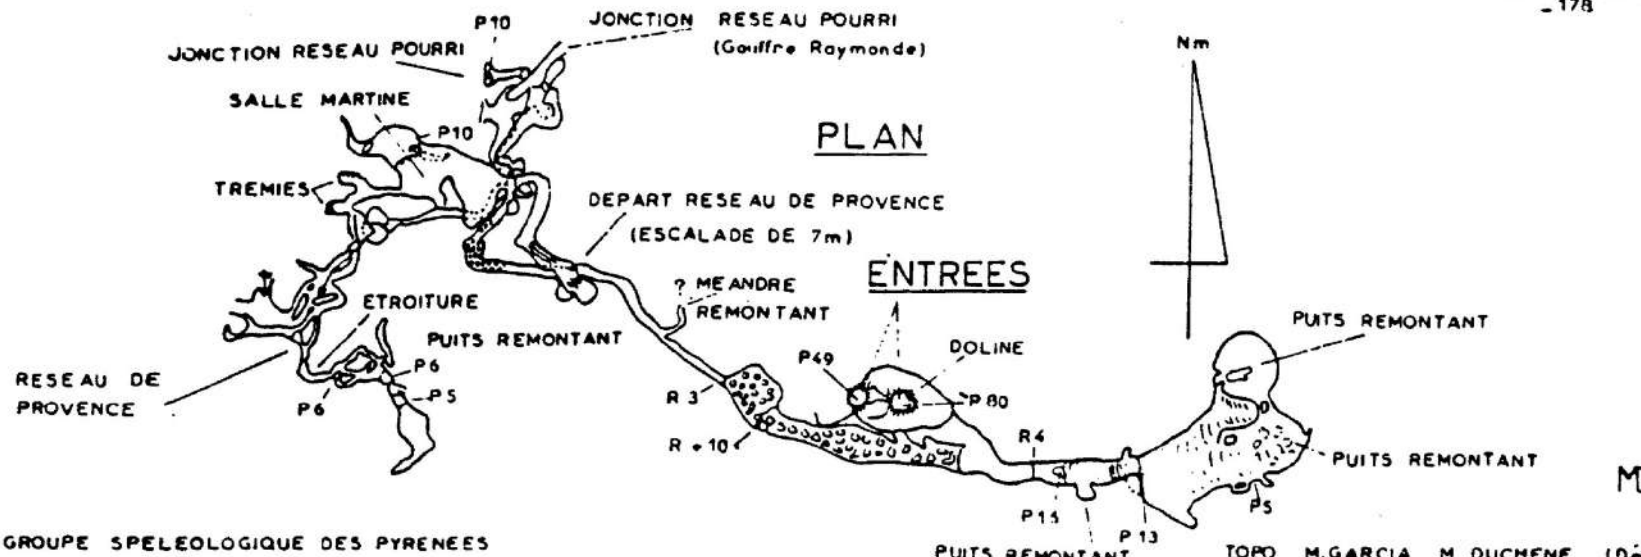 _178
P10
JONCTION RESEAU POURRI
(Gouffre Raymonde)
Nm
JONCTION RESEAU POURRI
SALLE MARTINE
P10
PLAN
TREMIES
DEPART RESEAU DE PROVENCE
(ESCALADE DE 7m)
ENTREES
? MEANDRE
REMONTANT
ETROITURE
PUITS REMONTANT
PUITS REMONTANT
DOLINE
P49
P6
RESEAU DE
PROVENCE
P6
P5
R 3
P 80
R + 10
R4
PUITS REMONTANT
P15
P5
P 13
GROUPE SPELEOLOGIQUE DES PYRENEES
PUITS REMONTANT
TOPO M.GARCIA M DUCHENE
M